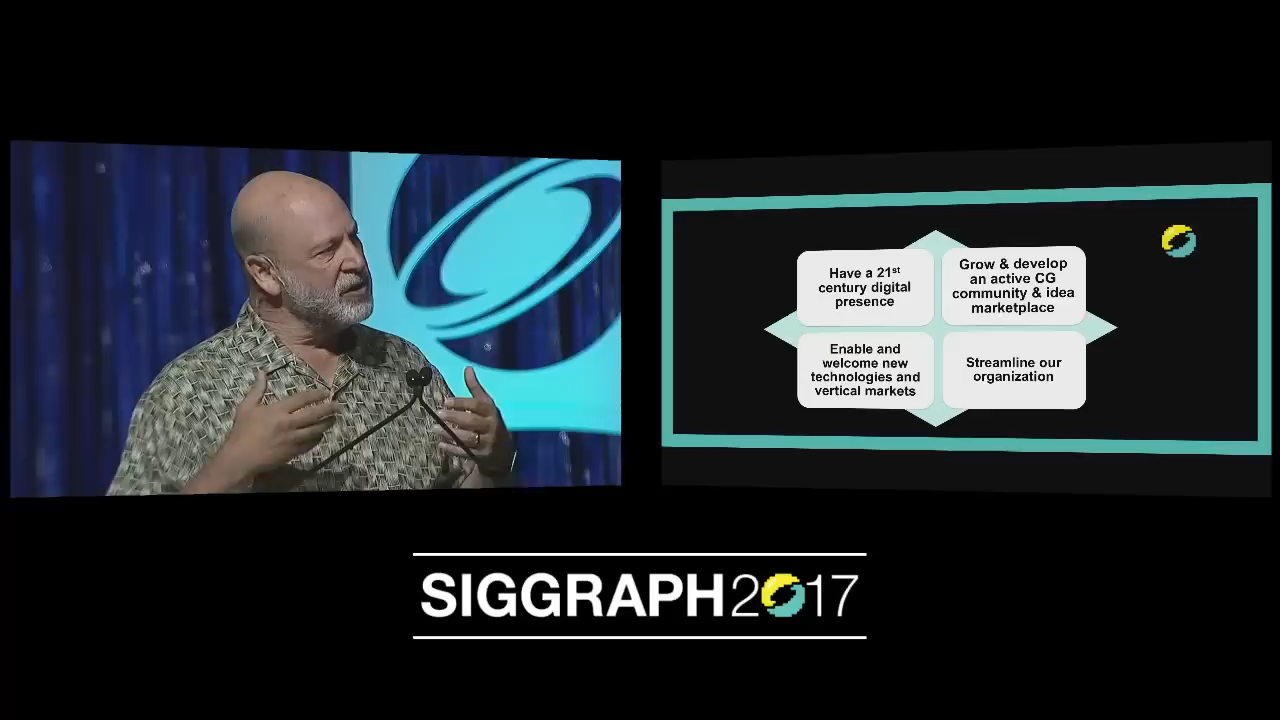 Have a 21st
century digital
presence
Grow & develop
an active CG
community & idea
marketplace
Enable and
welcome new
technologies and
vertical markets
Streamline our
organization
SIGGRAPH2017